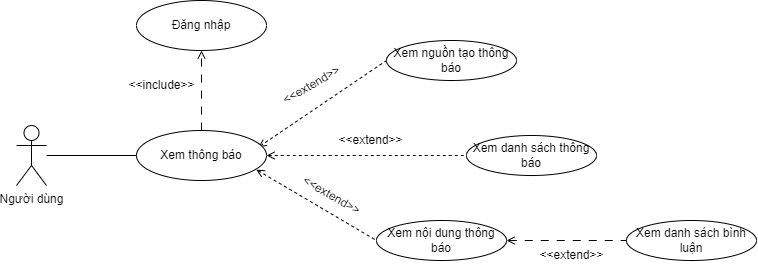 Đăng nhập
<<include>>
Xem nguồn tạo thông
báo
<<extend>>
Xem thông báo
<<extend>>
Xem danh sách thông
báo
Người dùng
<<extend>>
Xem nội dung thông
báo
<<extend>>
Xem danh sách bình
luận